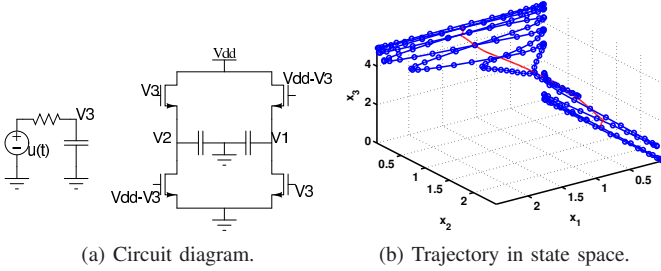 Vdd
V3
Vdd-V3
V3
V2
V1
u(t)
Vdd-V3
V3
(a) Circuit diagram.
4
2
0
x3
0.5
1
1.5
2
x2
2
1.5
1
0.5
x1
(b) Trajectory in state space.